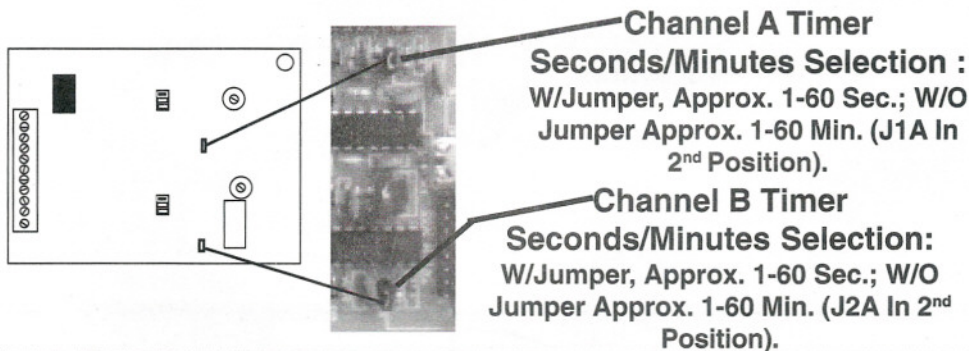 Channel A Timer
Seconds/Minutes Selection :
W/Jumper, Approx. 1-60 Sec.; W/O
Jumper Approx. 1-60 Min. (J1A In
2nd Position).
Channel B Timer
Seconds/Minutes Selection:
W/Jumper, Approx. 1-60 Sec.; W/O
Jumper Approx. 1-60 Min. (J2A In 2nd
Position).